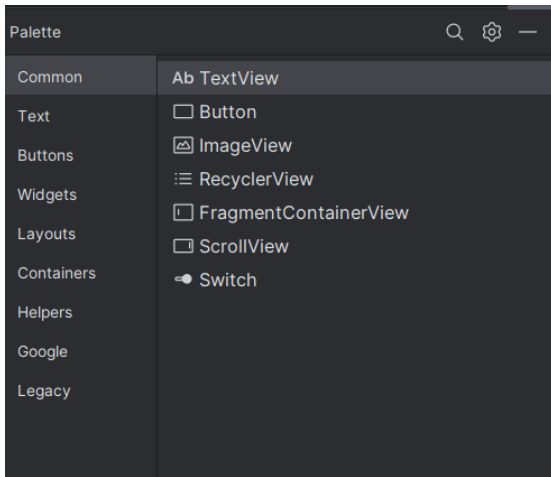 Palette
Common
Text
Buttons
Widgets
Layouts
Containers
Helpers
Google
Legacy
Ab TextView
Button
ImageView
RecyclerView
FragmentContainerView
ScrollView
Switch